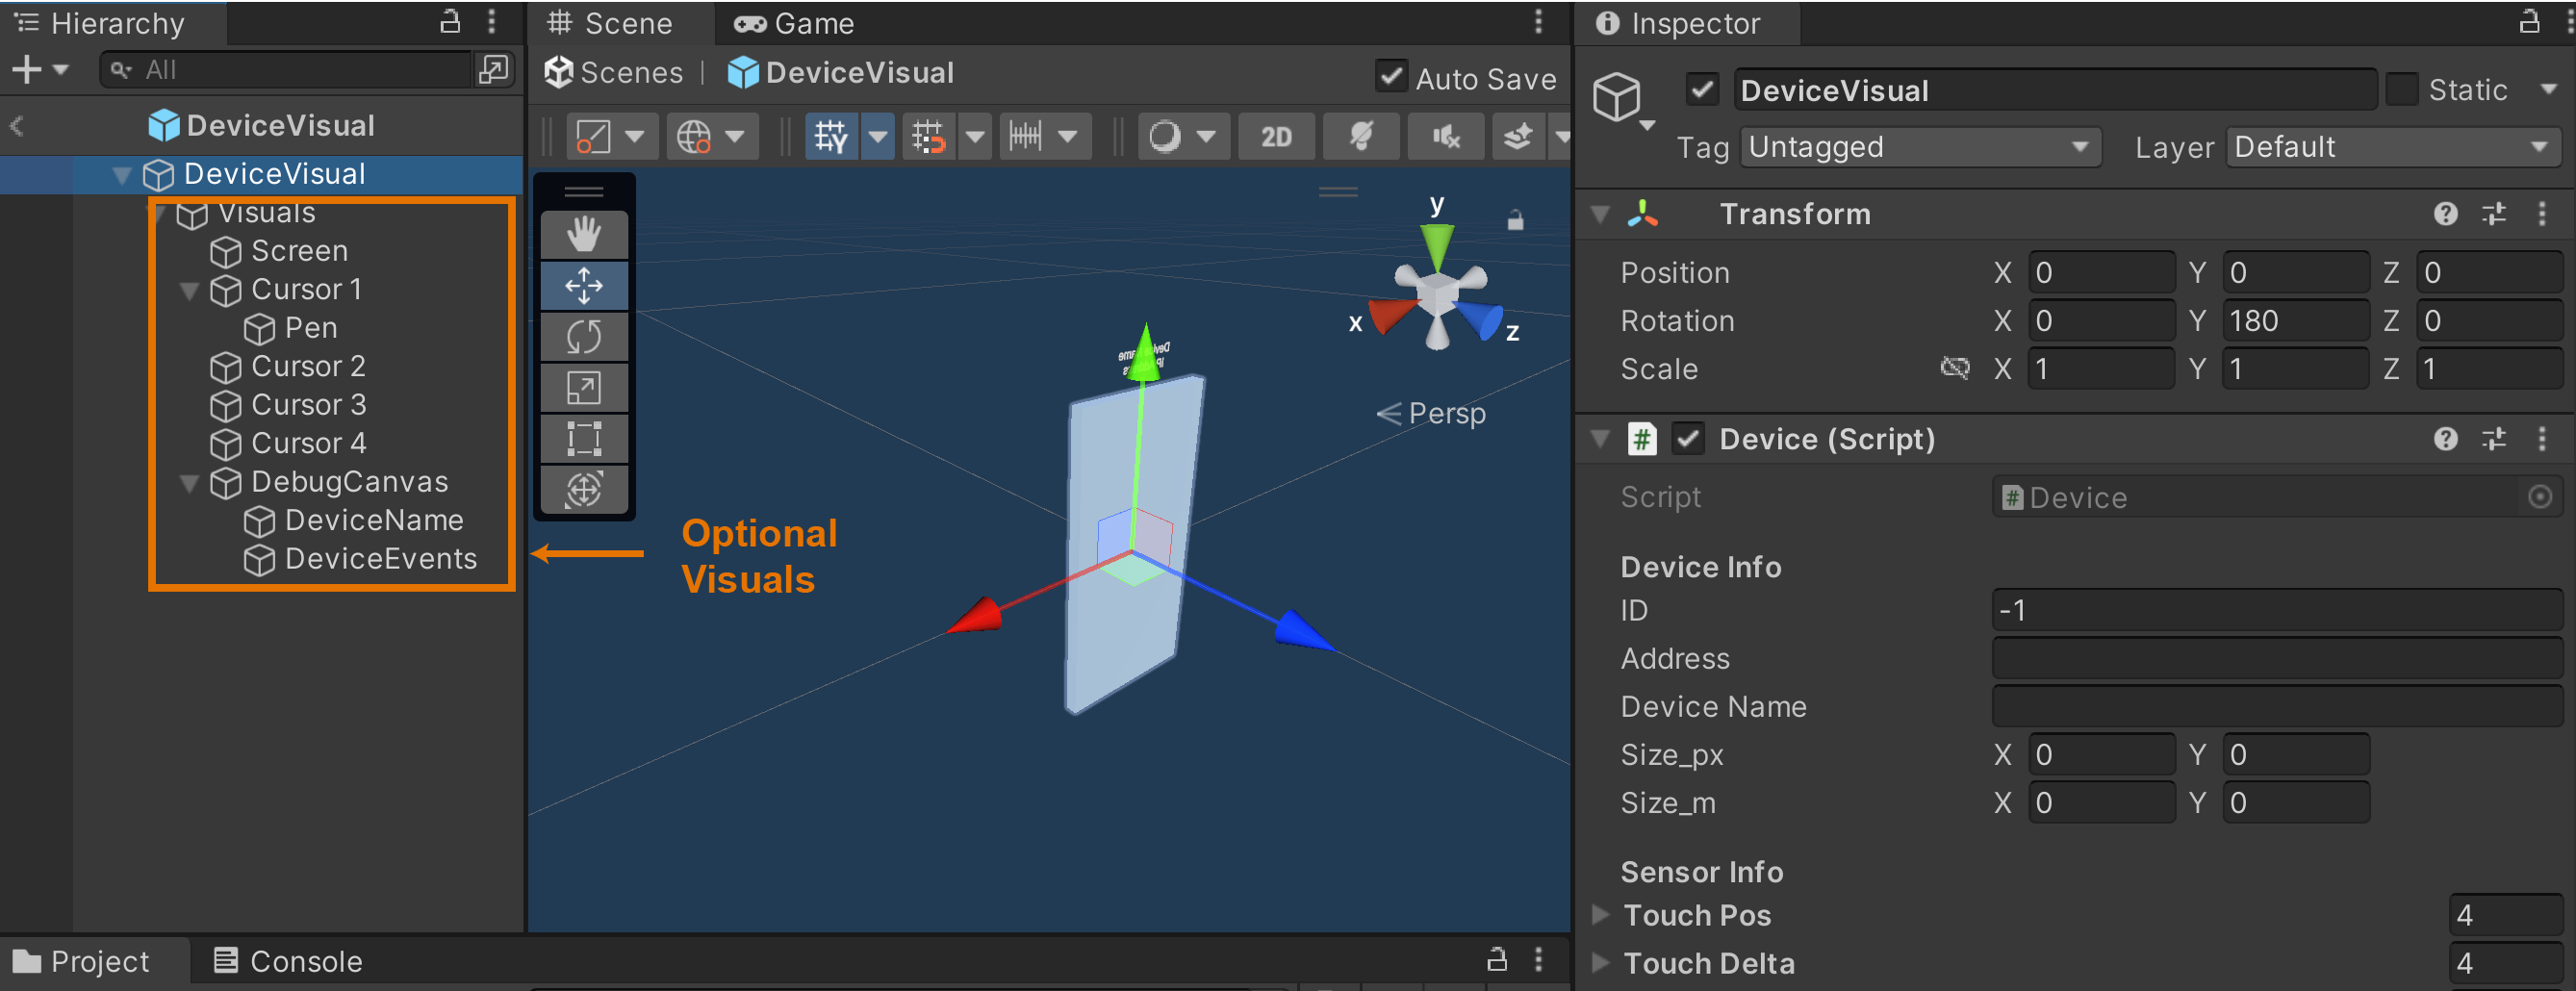 Hierarchy
All
DeviceVisual
DeviceVisual
Visuals
Screen
Cursor 1
Pen
Cursor 2
Cursor 3
Cursor 4
DebugCanvas
DeviceName
DeviceEvents
Scene
Game
Scenes | DeviceVisual
Auto Save
2D
y
x
z
Persp
Optional
Visuals
Inspector
DeviceVisual
Static
Tag Untagged
Layer Default
Transform
Position X 0 Y 0 Z 0
Rotation X 0 Y 180 Z 0
Scale X 1 Y 1 Z 1
# Device (Script)
Script # Device
Device Info
ID -1
Address
Device Name
Size_px X 0 Y 0
Size_m X 0 Y 0
Sensor Info
Touch Pos 4
Touch Delta 4
Project
Console